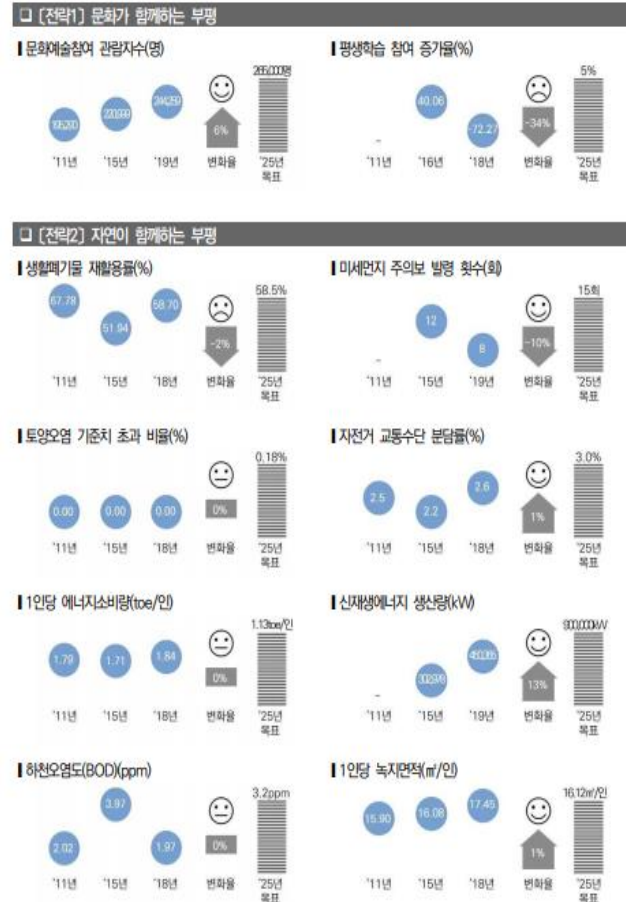 ❑ [전략1] 문화가 함께하는 부평
문화예술참여 관람자수(명)
265,000명
6%
'11년 '15년 '19년 변화율 '25년 목표
평생학습 참여 증가율(%)
5%
40.06
-72.27
-34%
-
'11년 '16년 '18년 변화율 '25년 목표
❑ [전략2] 자연이 함께하는 부평
생활폐기물 재활용률(%)
58.5%
67.78 51.94 58.70
-2%
'11년 '15년 '18년 변화율 '25년 목표
미세먼지 주의보 발령 횟수(회)
15회
- 12 8
-10%
'11년 '15년 '19년 변화율 '25년 목표
토양오염 기준치 초과 비율(%)
0.18%
0.00 0.00 0.00 0%
'11년 '15년 '18년 변화율 '25년 목표
자전거 교통수단 분담률(%)
3.0%
2.5 2.2 2.6
1%
'11년 '15년 '18년 변화율 '25년 목표
1인당 에너지소비량(toe/인)
1.13toe/인
1.79 1.71 1.84
0%
'11년 '15년 '18년 변화율 '25년 목표
신재생에너지 생산량(kW)
900,000kW
-
13%
'11년 '15년 '19년 변화율 '25년 목표
하천오염도(BOD)(ppm)
3.2ppm
2.02 3.97 1.97
0%
'11년 '15년 '18년 변화율 '25년 목표
1인당 녹지면적(㎡/인)
16.12㎡/인
15.90 16.08 17.45
1%
'11년 '15년 '18년 변화율 '25년 목표